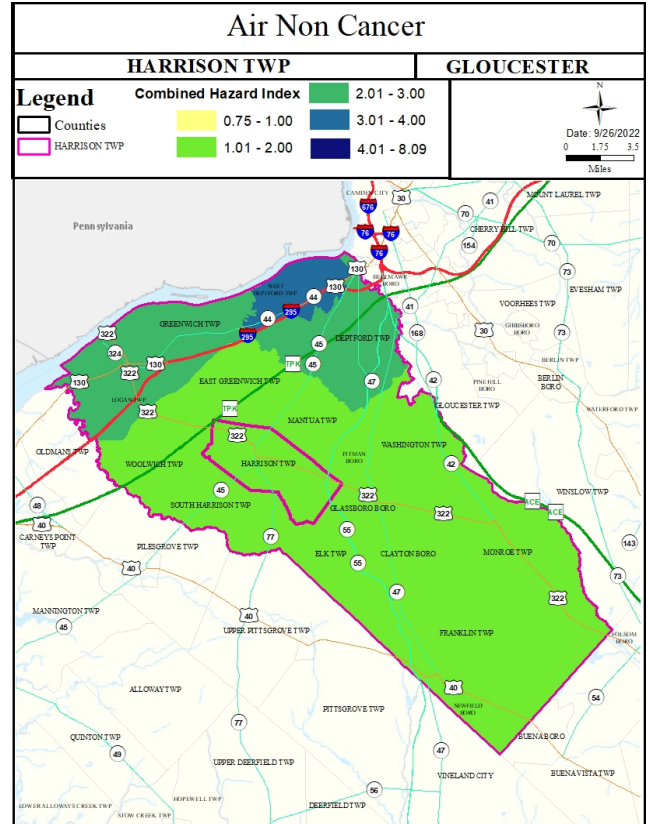 Air Non Cancer
HARRISON TWP
GLOUCESTER
Legend
Counties
HARRISON TWP
Combined Hazard Index
0.75 - 1.00
1.01 - 2.00
2.01 - 3.00
3.01 - 4.00
4.01 - 8.09
N
Date: 9/26/2022
0 1.75 3.5
Miles
CAMDEN CITY
30
676
41
MOUNT LAUREL TWP
70
Pennsylvania
76
76
CHERRY HILL TWP
154
70
76
130
BELLMAWR BORO
73
EVESHAM TWP
WEST DEPTFORD TWP
130
44
VOORHEES TWP
41
295
44
GREENWICH TWP
168
30
GIBBSBORO BORO
73
322
295
45
DEPTFORD TWP
324
130
TPK
45
BERLIN TWP
322
130
EAST GREENWICH TWP
47
42
PINE HILL BORO
BERLIN BORO
LOGAN TWP
322
TPK
GLOUCESTER TWP
WATERFORD TWP
MANTUA TWP
322
OLDMANS TWP
WASHINGTON TWP
PITMAN BORO
WOOLWICH TWP
HARRISON TWP
42
45
322
WINSLOW TWP
48
SOUTH HARRISON TWP
GLASSBORO BORO
322
ACE
ACE
40
CARNEYS POINT TWP
77
55
143
PILESGROVE TWP
ELK TWP
CLAYTON BORO
MONROE TWP
55
40
73
47
322
MANNINGTON TWP
40
45
UPPER PITTSGROVE TWP
FRANKLIN TWP
FOLSOM BORO
ALLOWAY TWP
40
54
PITTSGROVE TWP
NEWFIELD BORO
77
QUINTON TWP
BUENA BORO
49
47
UPPER DEERFIELD TWP
VINELAND CITY
BUENA VISTA TWP
56
HOPEWELL TWP
LOWER ALLOWAYS CREEK TWP
DEERFIELD TWP
STOW CREEK TWP